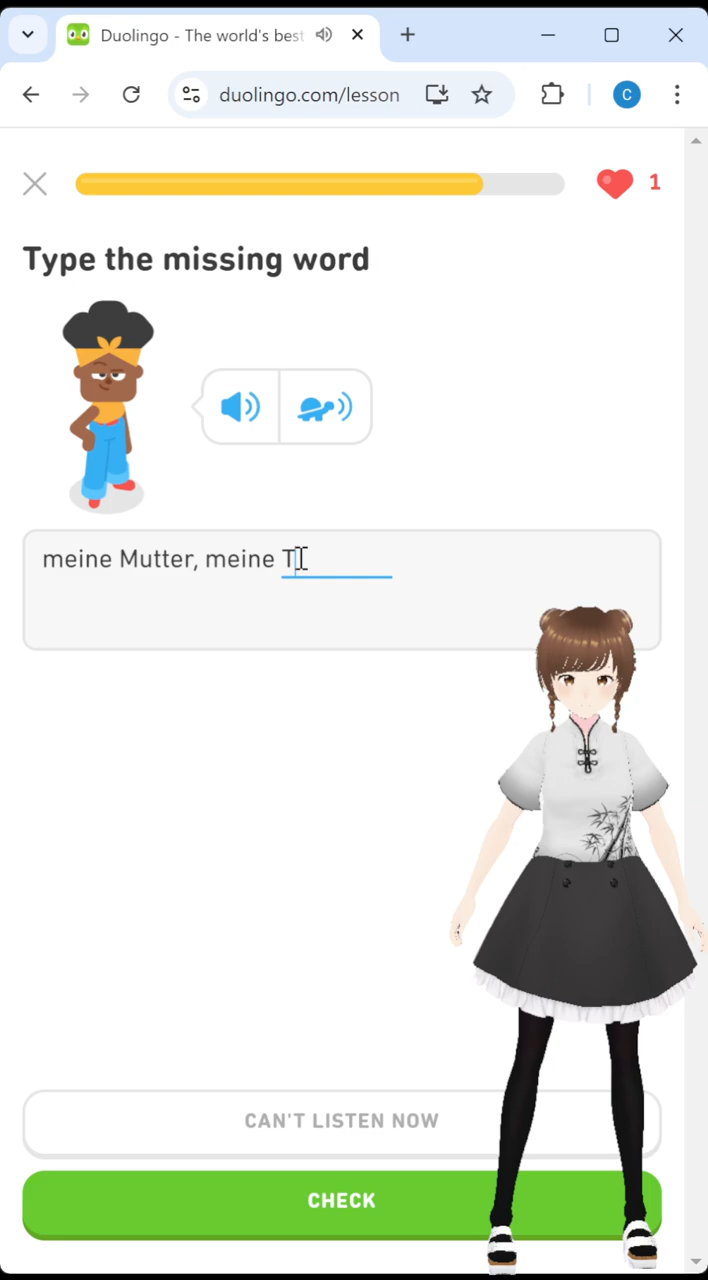 Duolingo - The world's best
duolingo.com/lesson
C
1
Type the missing word
meine Mutter, meine T
CAN'T LISTEN NOW
CHECK